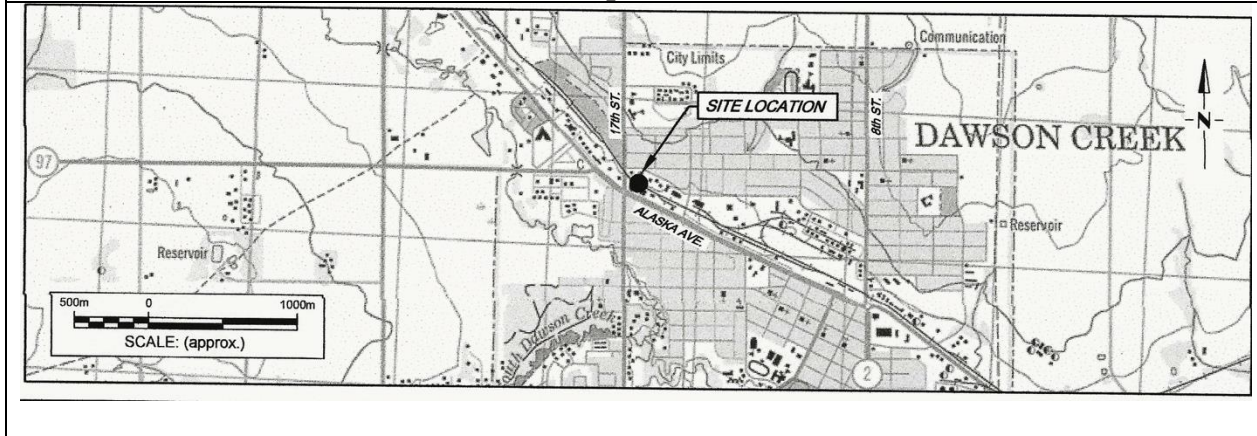 Communication
City Limits
17th ST.
SITE LOCATION
8th ST.
N
DAWSON CREEK
97
C
ALASKA AVE.
Reservoir
Reservoir
500m 0 1000m
SCALE: (approx.)
South Dawson Creek
2